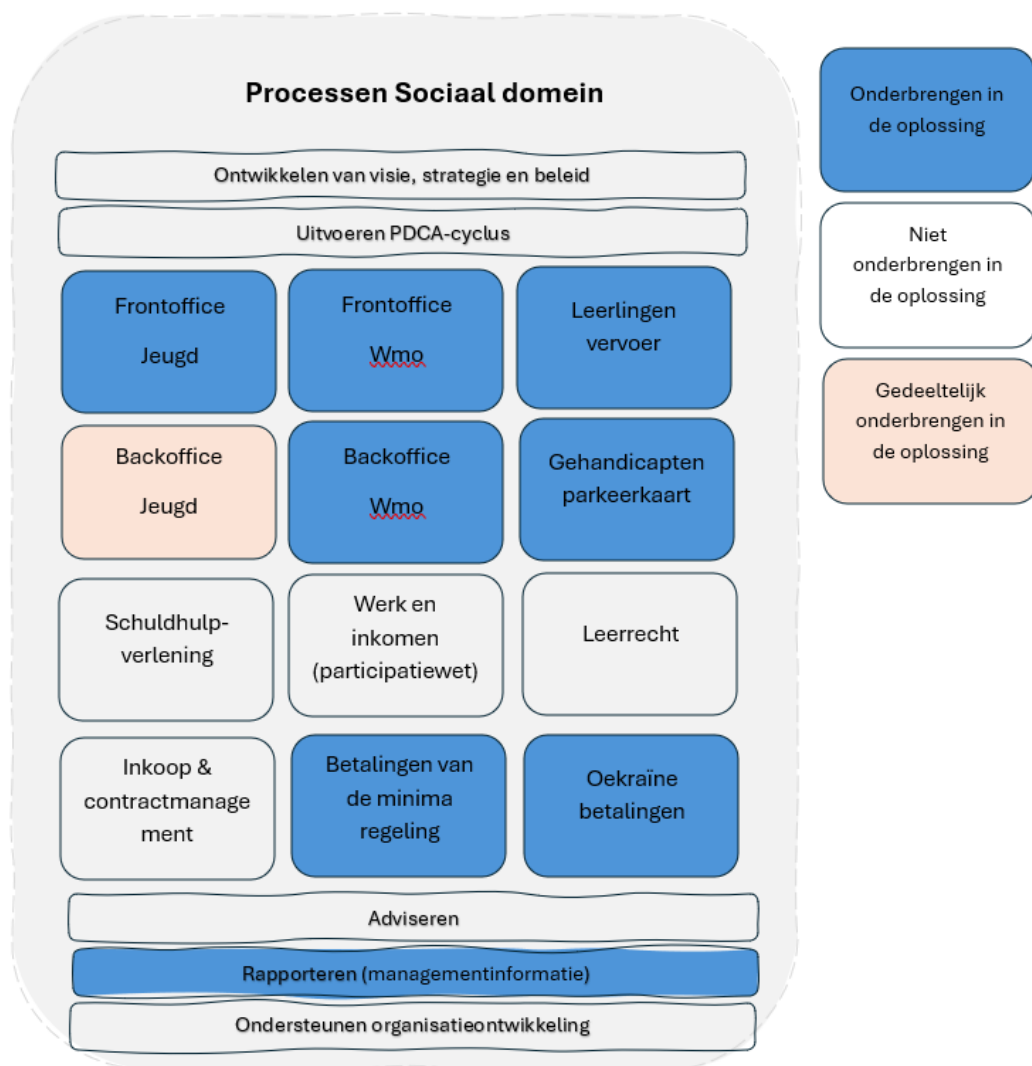 Processen Sociaal domein
Ontwikkelen van visie, strategie en beleid
Uitvoeren PDCA-cyclus
Frontoffice
Jeugd
Frontoffice
Wmo
Leerlingen
vervoer
Backoffice
Jeugd
Backoffice
Wmo
Gehandicapten
parkeerkaart
Schuldhulp-
verlening
Werk en
inkomen
(participatiewet)
Leerrecht
Inkoop &
contractmanage
ment
Betalingen van
de minima
regeling
Oekraïne
betalingen
Adviseren
Rapporteren (managementinformatie)
Ondersteunen organisatieontwikkeling
Onderbrengen in
de oplossing
Niet
onderbrengen in
de oplossing
Gedeeltelijk
onderbrengen in
de oplossing